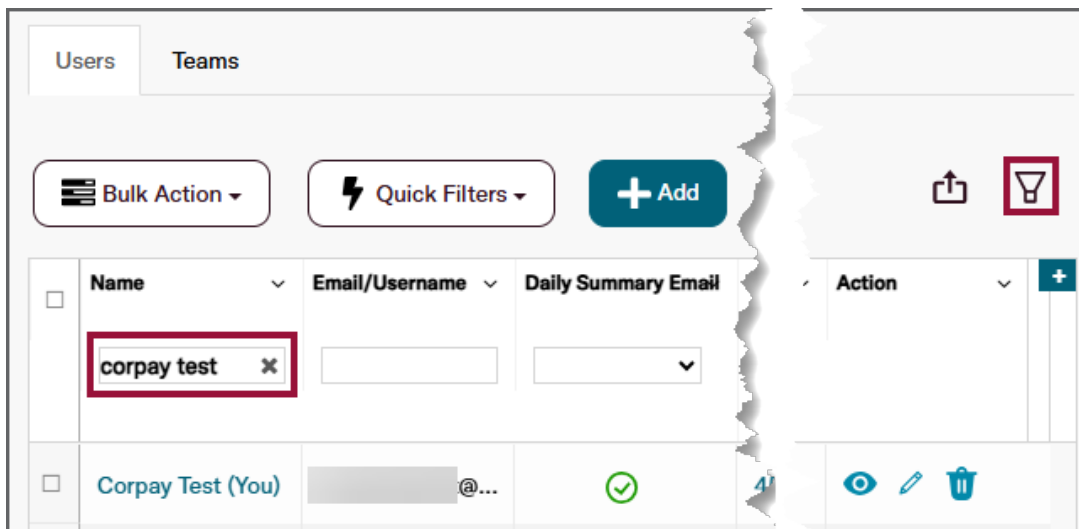 Users Teams
Bulk Action Quick Filters + Add
Name Email/Username Daily Summary Email Action +
corpay test
Corpay Test (You) @...